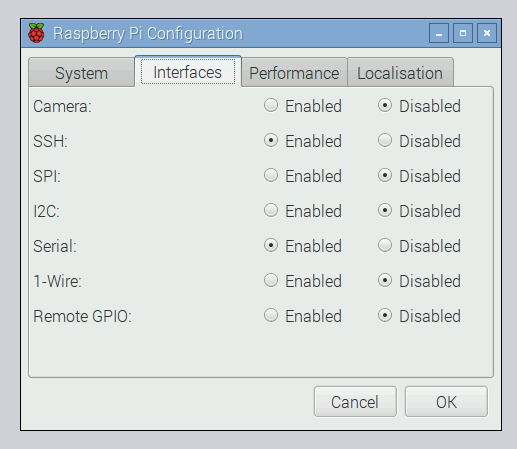 Raspberry Pi Configuration
System Interfaces Performance Localisation
Camera: Enabled Disabled
SSH: Enabled Disabled
SPI: Enabled Disabled
I2C: Enabled Disabled
Serial: Enabled Disabled
1-Wire: Enabled Disabled
Remote GPIO: Enabled Disabled
Cancel OK